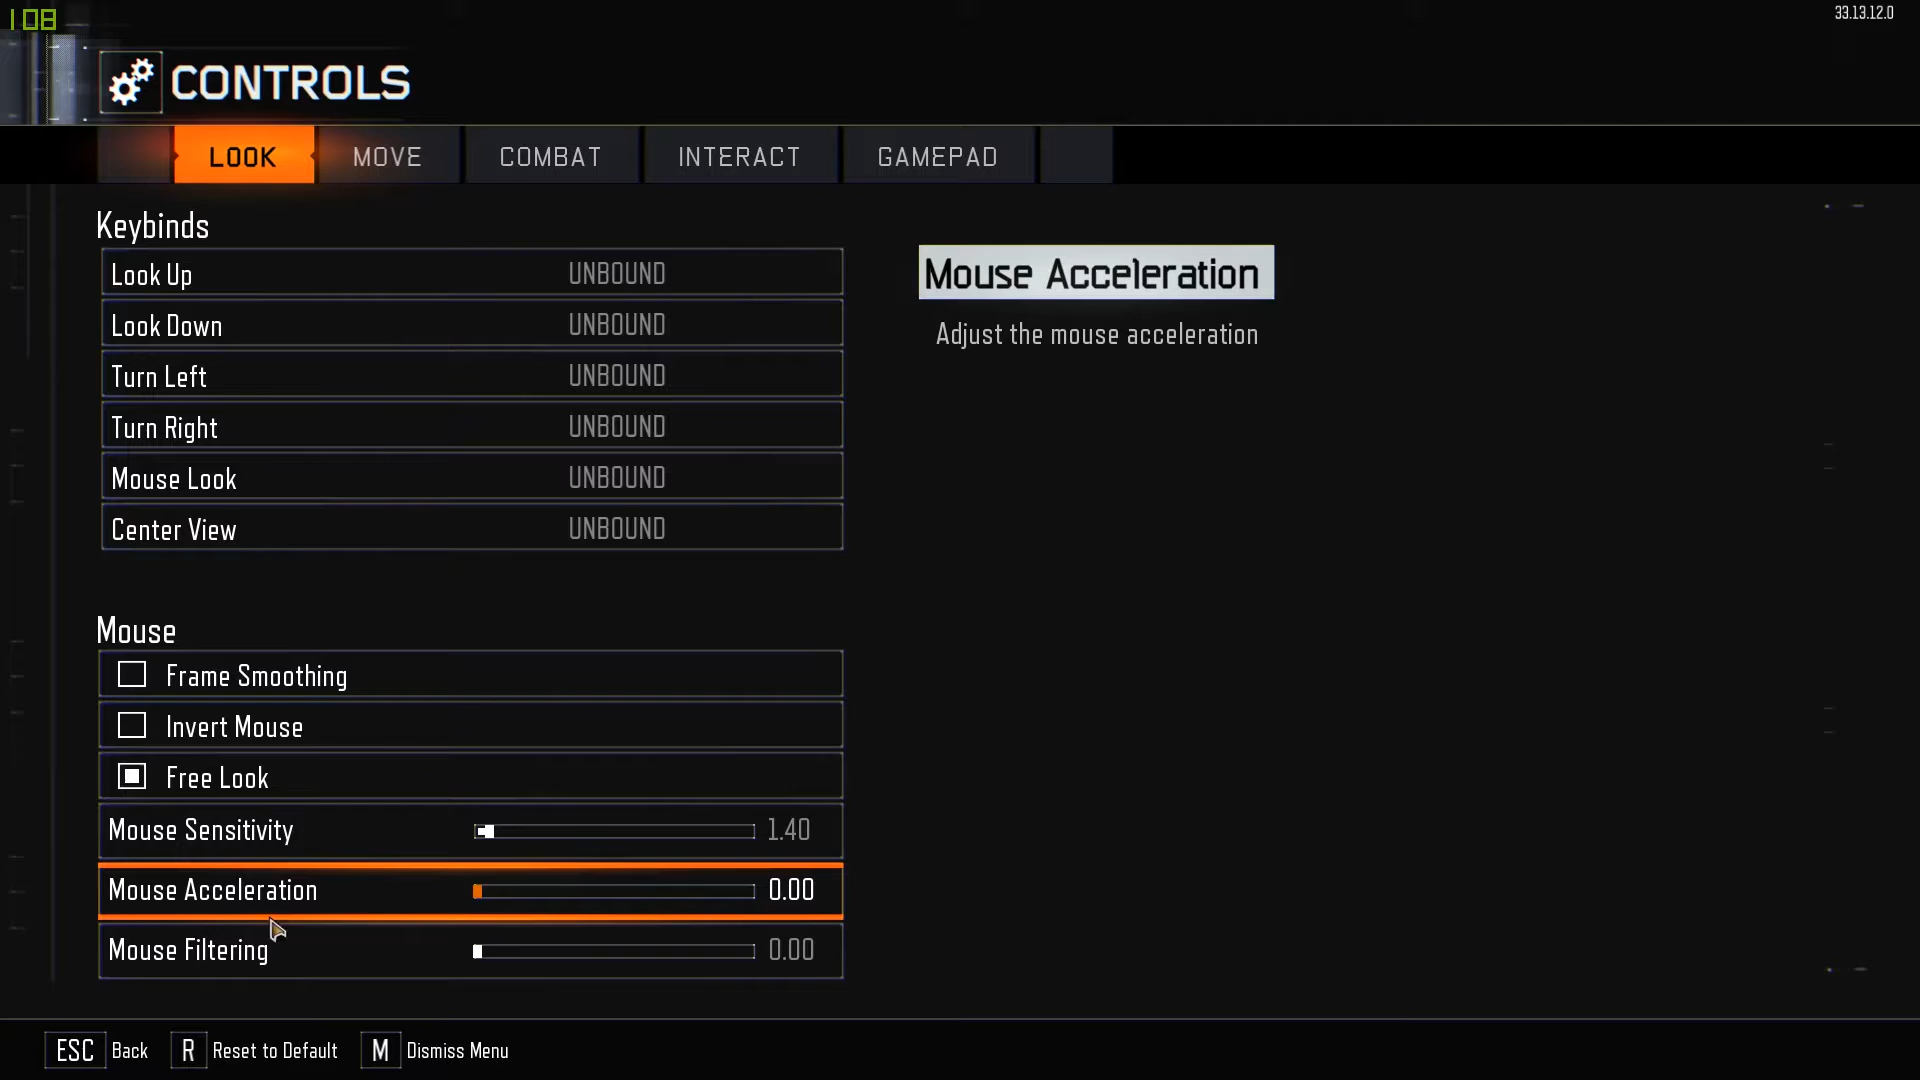 108
33.13.12.0
CONTROLS
LOOK MOVE COMBAT INTERACT GAMEPAD
Keybinds
Look Up UNBOUND
Look Down UNBOUND
Turn Left UNBOUND
Turn Right UNBOUND
Mouse Look UNBOUND
Center View UNBOUND
Mouse Acceleration
Adjust the mouse acceleration
Mouse
Frame Smoothing
Invert Mouse
Free Look
Mouse Sensitivity 1.40
Mouse Acceleration 0.00
Mouse Filtering 0.00
ESC Back R Reset to Default M Dismiss Menu